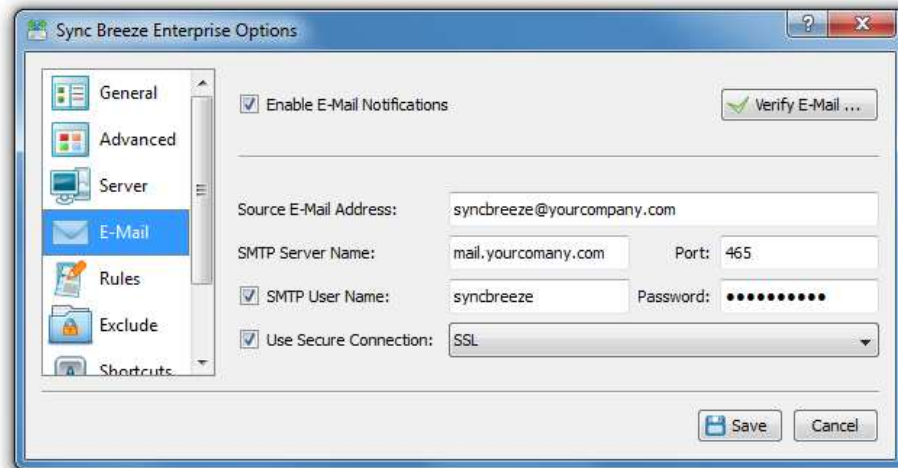 Sync Breeze Enterprise Options
General
Advanced
Server
E-Mail
Rules
Exclude
Shortcuts
Enable E-Mail Notifications
Verify E-Mail ...
Source E-Mail Address: syncbreeze@yourcompany.com
SMTP Server Name: mail.yourcomany.com Port: 465
SMTP User Name: syncbreeze Password: ••••••••••
Use Secure Connection: SSL
Save Cancel